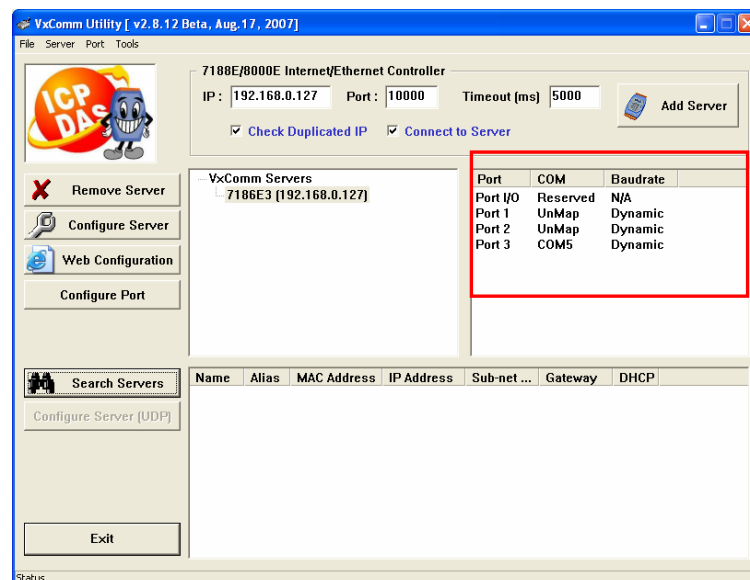 VxComm Utility [ v2.8.12 Beta, Aug.17, 2007]
File Server Port Tools
ICP DAS
7188E/8000E Internet/Ethernet Controller
IP : 192.168.0.127 Port : 10000 Timeout (ms) 5000
Add Server
Check Duplicated IP Connect to Server
Remove Server
Configure Server
Web Configuration
Configure Port
VxComm Servers
7186E3 (192.168.0.127)
Port COM Baudrate
Port I/O Reserved N/A
Port 1 UnMap Dynamic
Port 2 UnMap Dynamic
Port 3 COM5 Dynamic
Search Servers
Configure Server (UDP)
Name Alias MAC Address IP Address Sub-net ... Gateway DHCP
Exit
Status